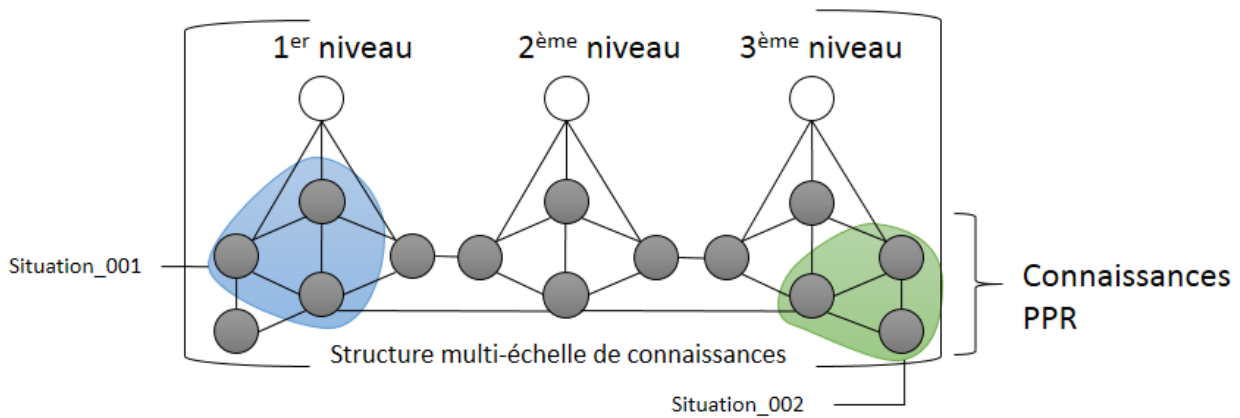 1er niveau
2ème niveau
3ème niveau
Situation_001
Connaissances
PPR
Structure multi-échelle de connaissances
Situation_002